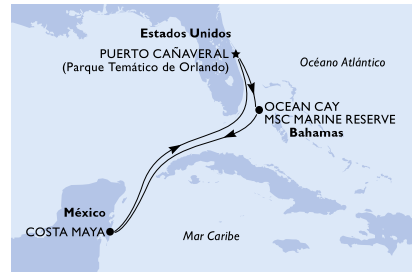 Estados Unidos
PUERTO CAÑAVERAL
(Parque Temático de Orlando)
Océano Atlántico
OCEAN CAY
MSC MARINE RESERVE
Bahamas
México
COSTA MAYA
Mar Caribe